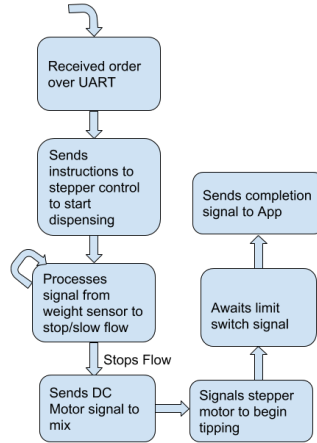 Received order
over UART
Sends
instructions to
stepper control
to start
dispensing
Processes
signal from
weight sensor to
stop/slow flow
Stops Flow
Sends DC
Motor signal to
mix
Signals stepper
motor to begin
tipping
Awaits limit
switch signal
Sends completion
signal to App